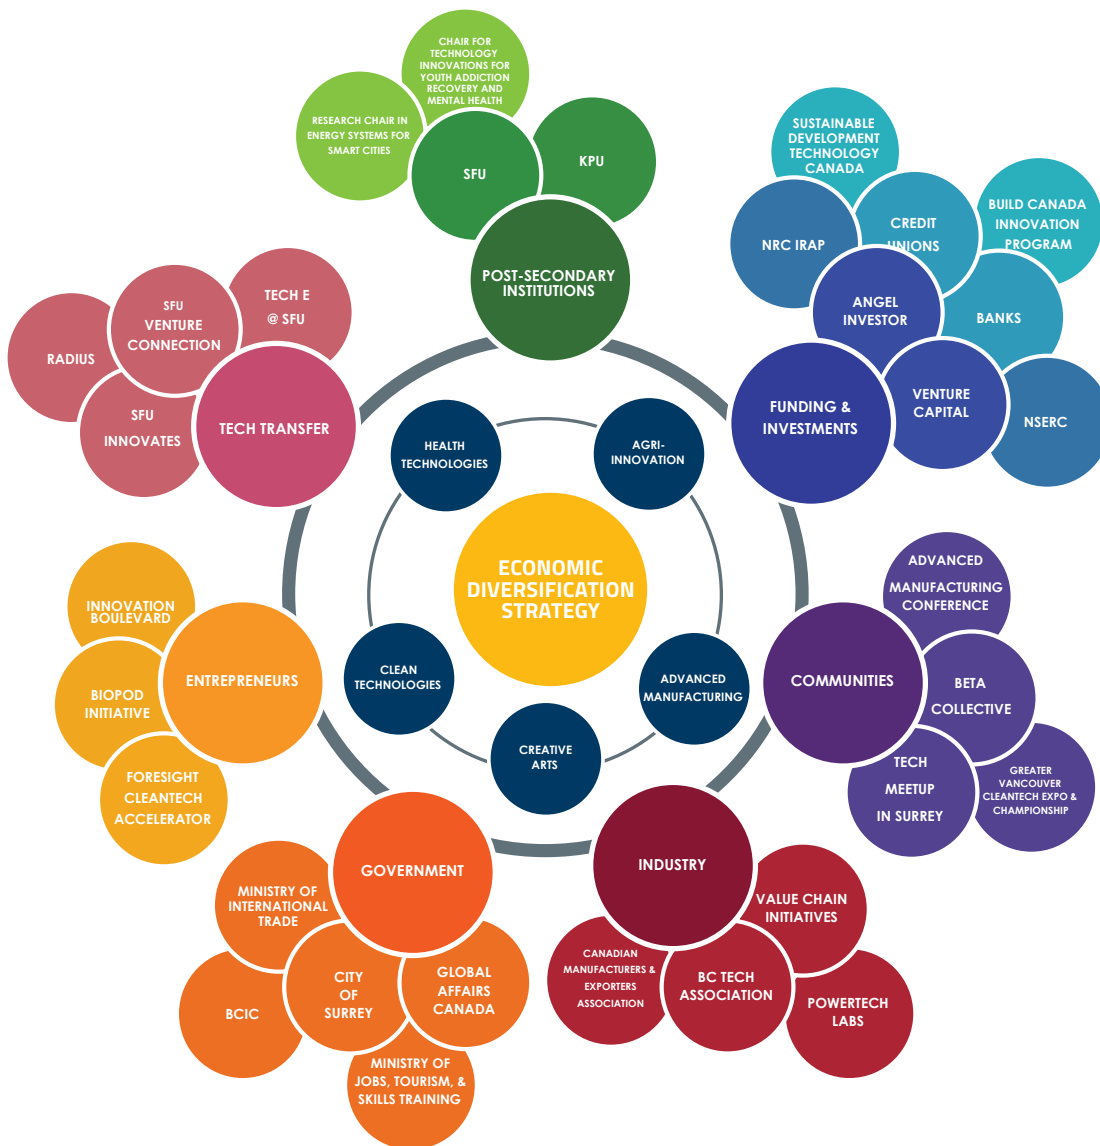 CHAIR FOR
TECHNOLOGY
INNOVATIONS FOR
YOUTH ADDICTION
RECOVERY AND
MENTAL HEALTH
RESEARCH CHAIR IN
ENERGY SYSTEMS FOR
SMART CITIES
SFU
KPU
POST-SECONDARY
INSTITUTIONS
SUSTAINABLE
DEVELOPMENT
TECHNOLOGY
CANADA
NRC IRAP
CREDIT
UNIONS
BUILD CANADA
INNOVATION
PROGRAM
ANGEL
INVESTOR
BANKS
VENTURE
CAPITAL
NSERC
FUNDING &
INVESTMENTS
TECH E
@ SFU
SFU
VENTURE
CONNECTION
RADIUS
SFU
INNOVATES
TECH TRANSFER
HEALTH
TECHNOLOGIES
AGRI-
INNOVATION
ECONOMIC
DIVERSIFICATION
STRATEGY
CLEAN
TECHNOLOGIES
ADVANCED
MANUFACTURING
CREATIVE
ARTS
INNOVATION
BOULEVARD
ENTREPRENEURS
BIOPOD
INITIATIVE
FORESIGHT
CLEANTECH
ACCELERATOR
ADVANCED
MANUFACTURING
CONFERENCE
COMMUNITIES
BETA
COLLECTIVE
TECH
MEETUP
IN SURREY
GREATER
VANCOUVER
CLEANTECH EXPO &
CHAMPIONSHIP
GOVERNMENT
MINISTRY OF
INTERNATIONAL
TRADE
BCIC
CITY
OF
SURREY
GLOBAL
AFFAIRS
CANADA
MINISTRY OF
JOBS, TOURISM, &
SKILLS TRAINING
INDUSTRY
VALUE CHAIN
INITIATIVES
CANADIAN
MANUFACTURERS &
EXPORTERS
ASSOCIATION
BC TECH
ASSOCIATION
POWERTECH
LABS